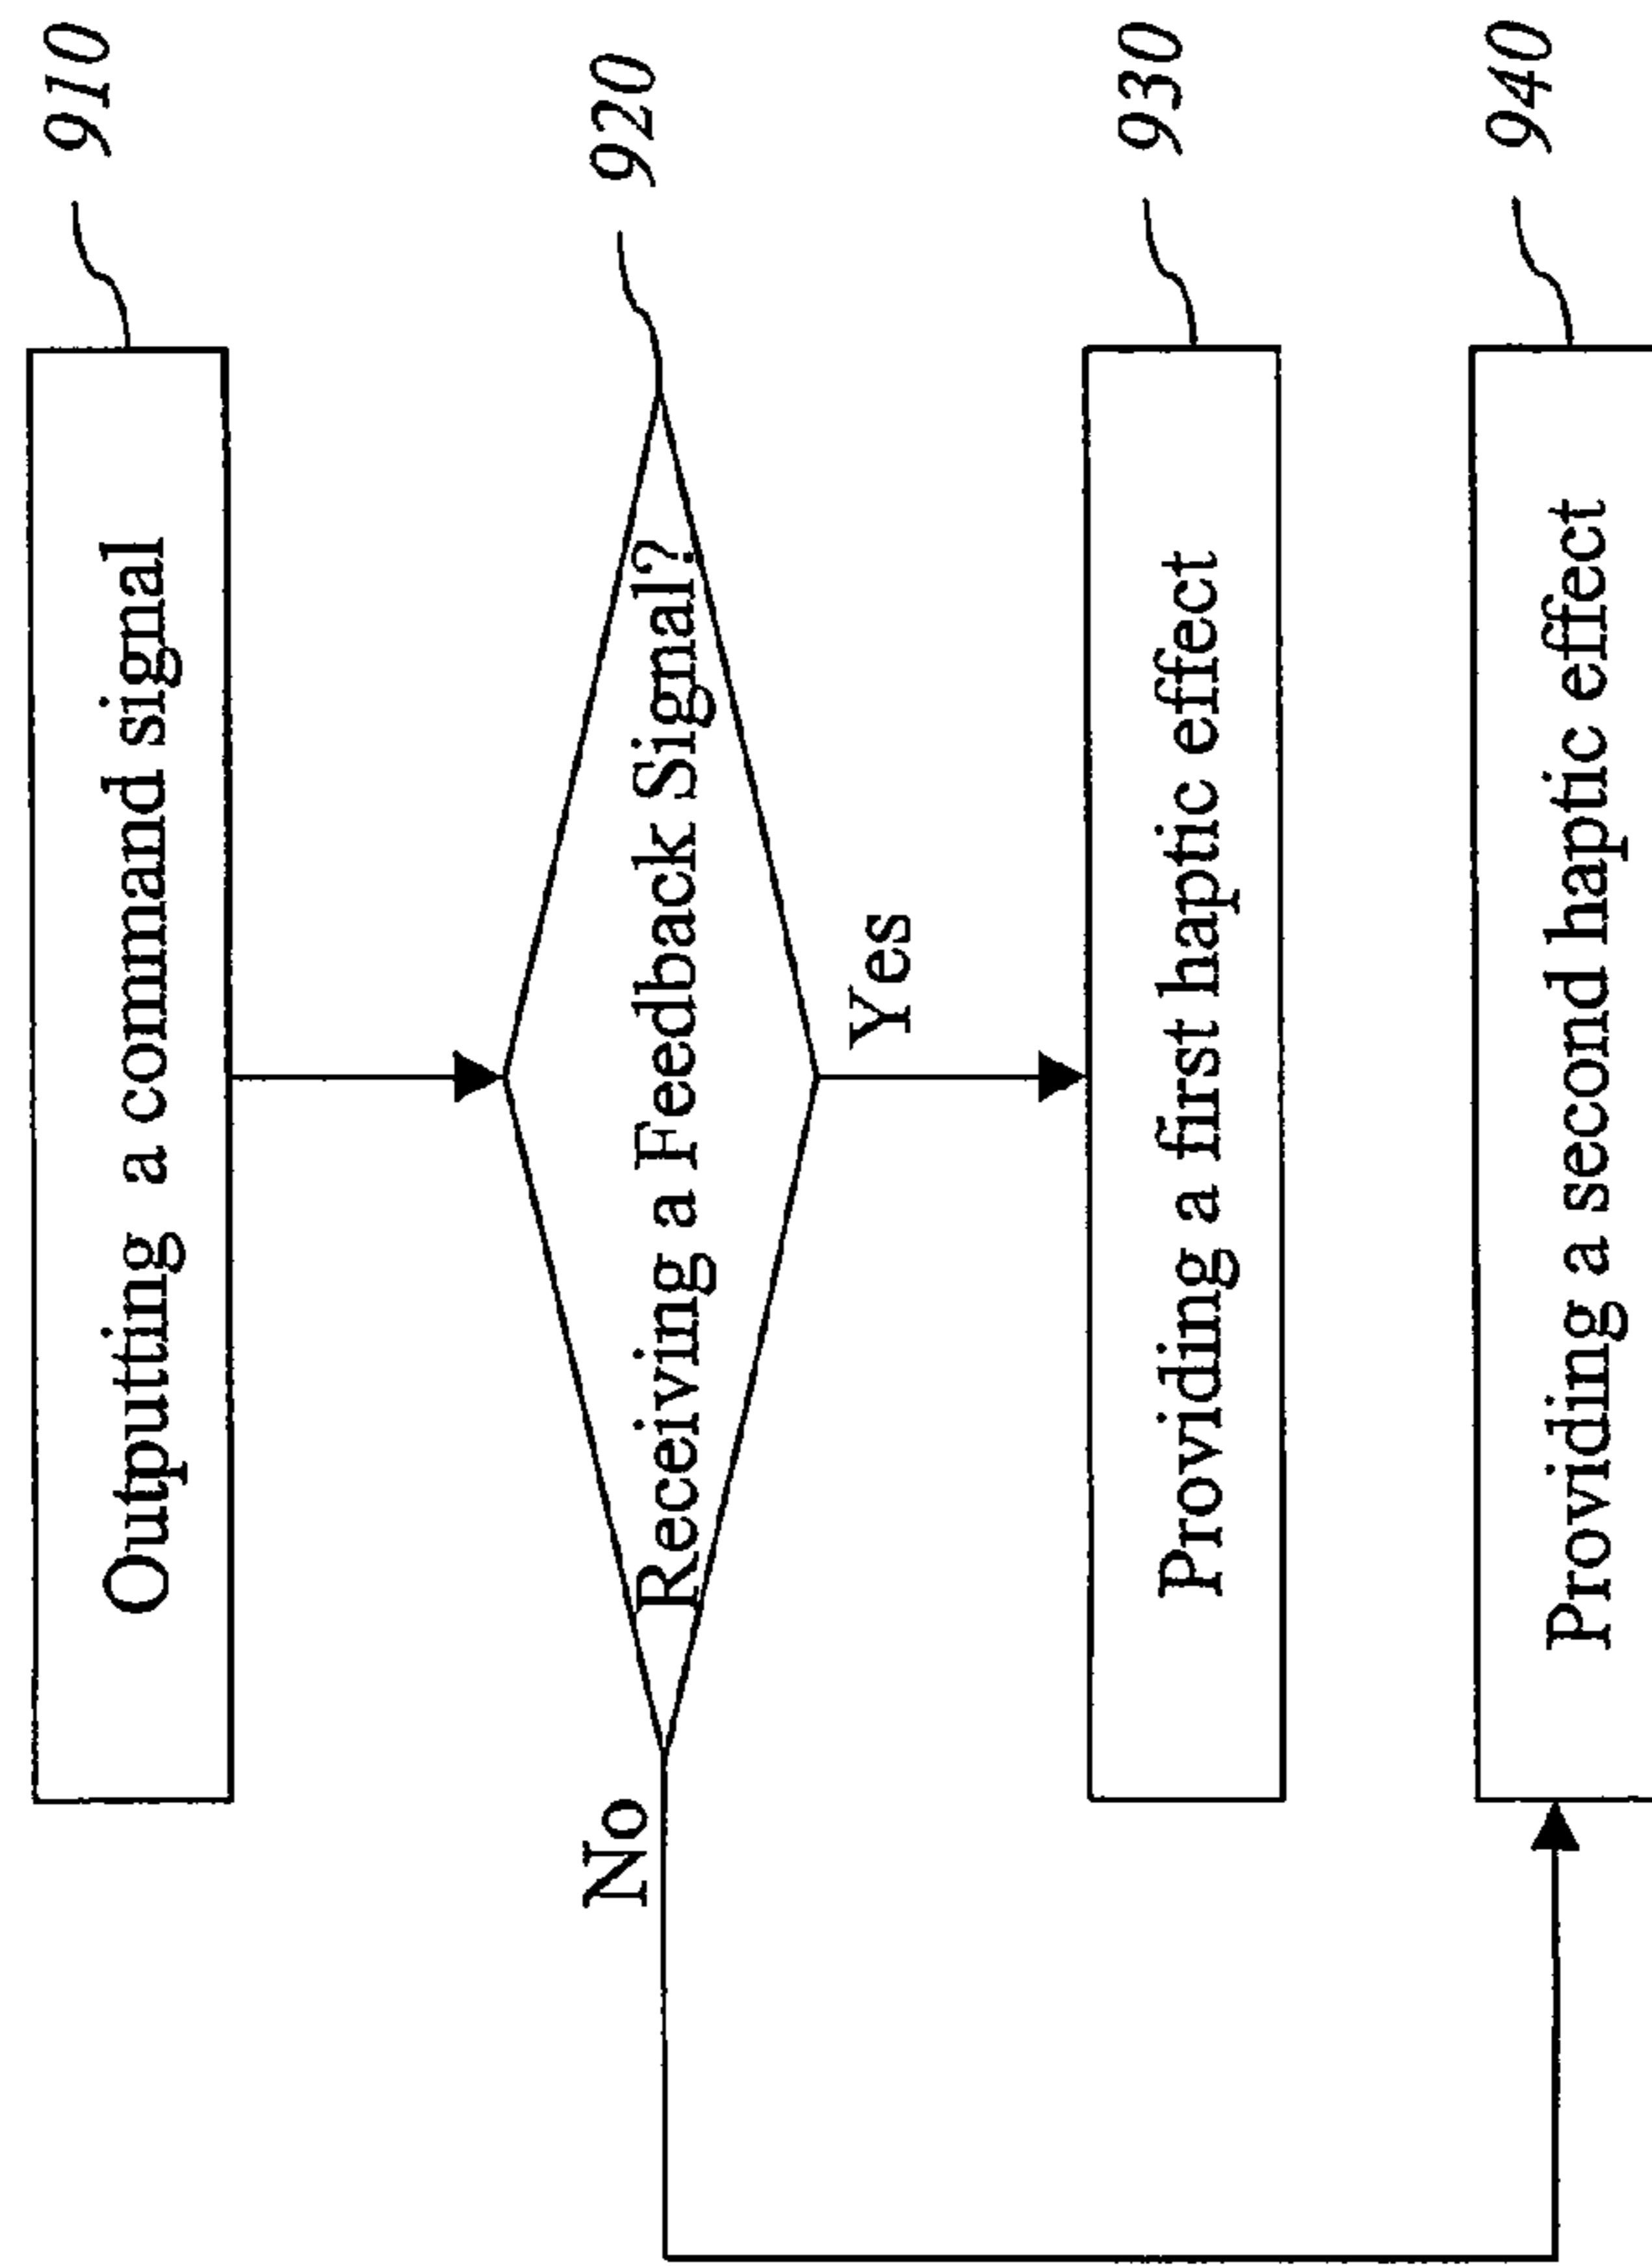 Outputting a command signal
910
Receiving a Feedback Signal?
920
No
Yes
Providing a first haptic effect
930
Providing a second haptic effect
940